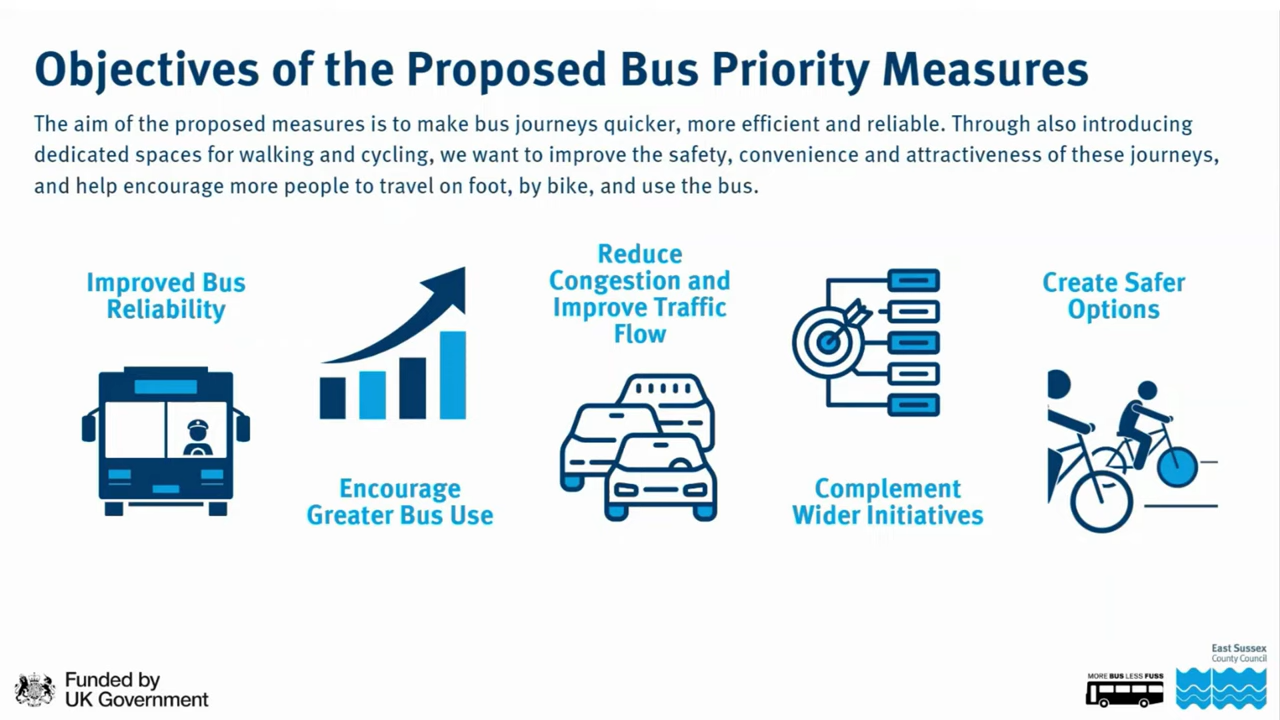 Objectives of the Proposed Bus Priority Measures
The aim of the proposed measures is to make bus journeys quicker, more efficient and reliable. Through also introducing
dedicated spaces for walking and cycling, we want to improve the safety, convenience and attractiveness of these journeys,
and help encourage more people to travel on foot, by bike, and use the bus.
Improved Bus
Reliability
Encourage
Greater Bus Use
Reduce
Congestion and
Improve Traffic
Flow
Complement
Wider Initiatives
Create Safer
Options
Funded by
UK Government
MORE BUS LESS FUSS
East Sussex
County Council